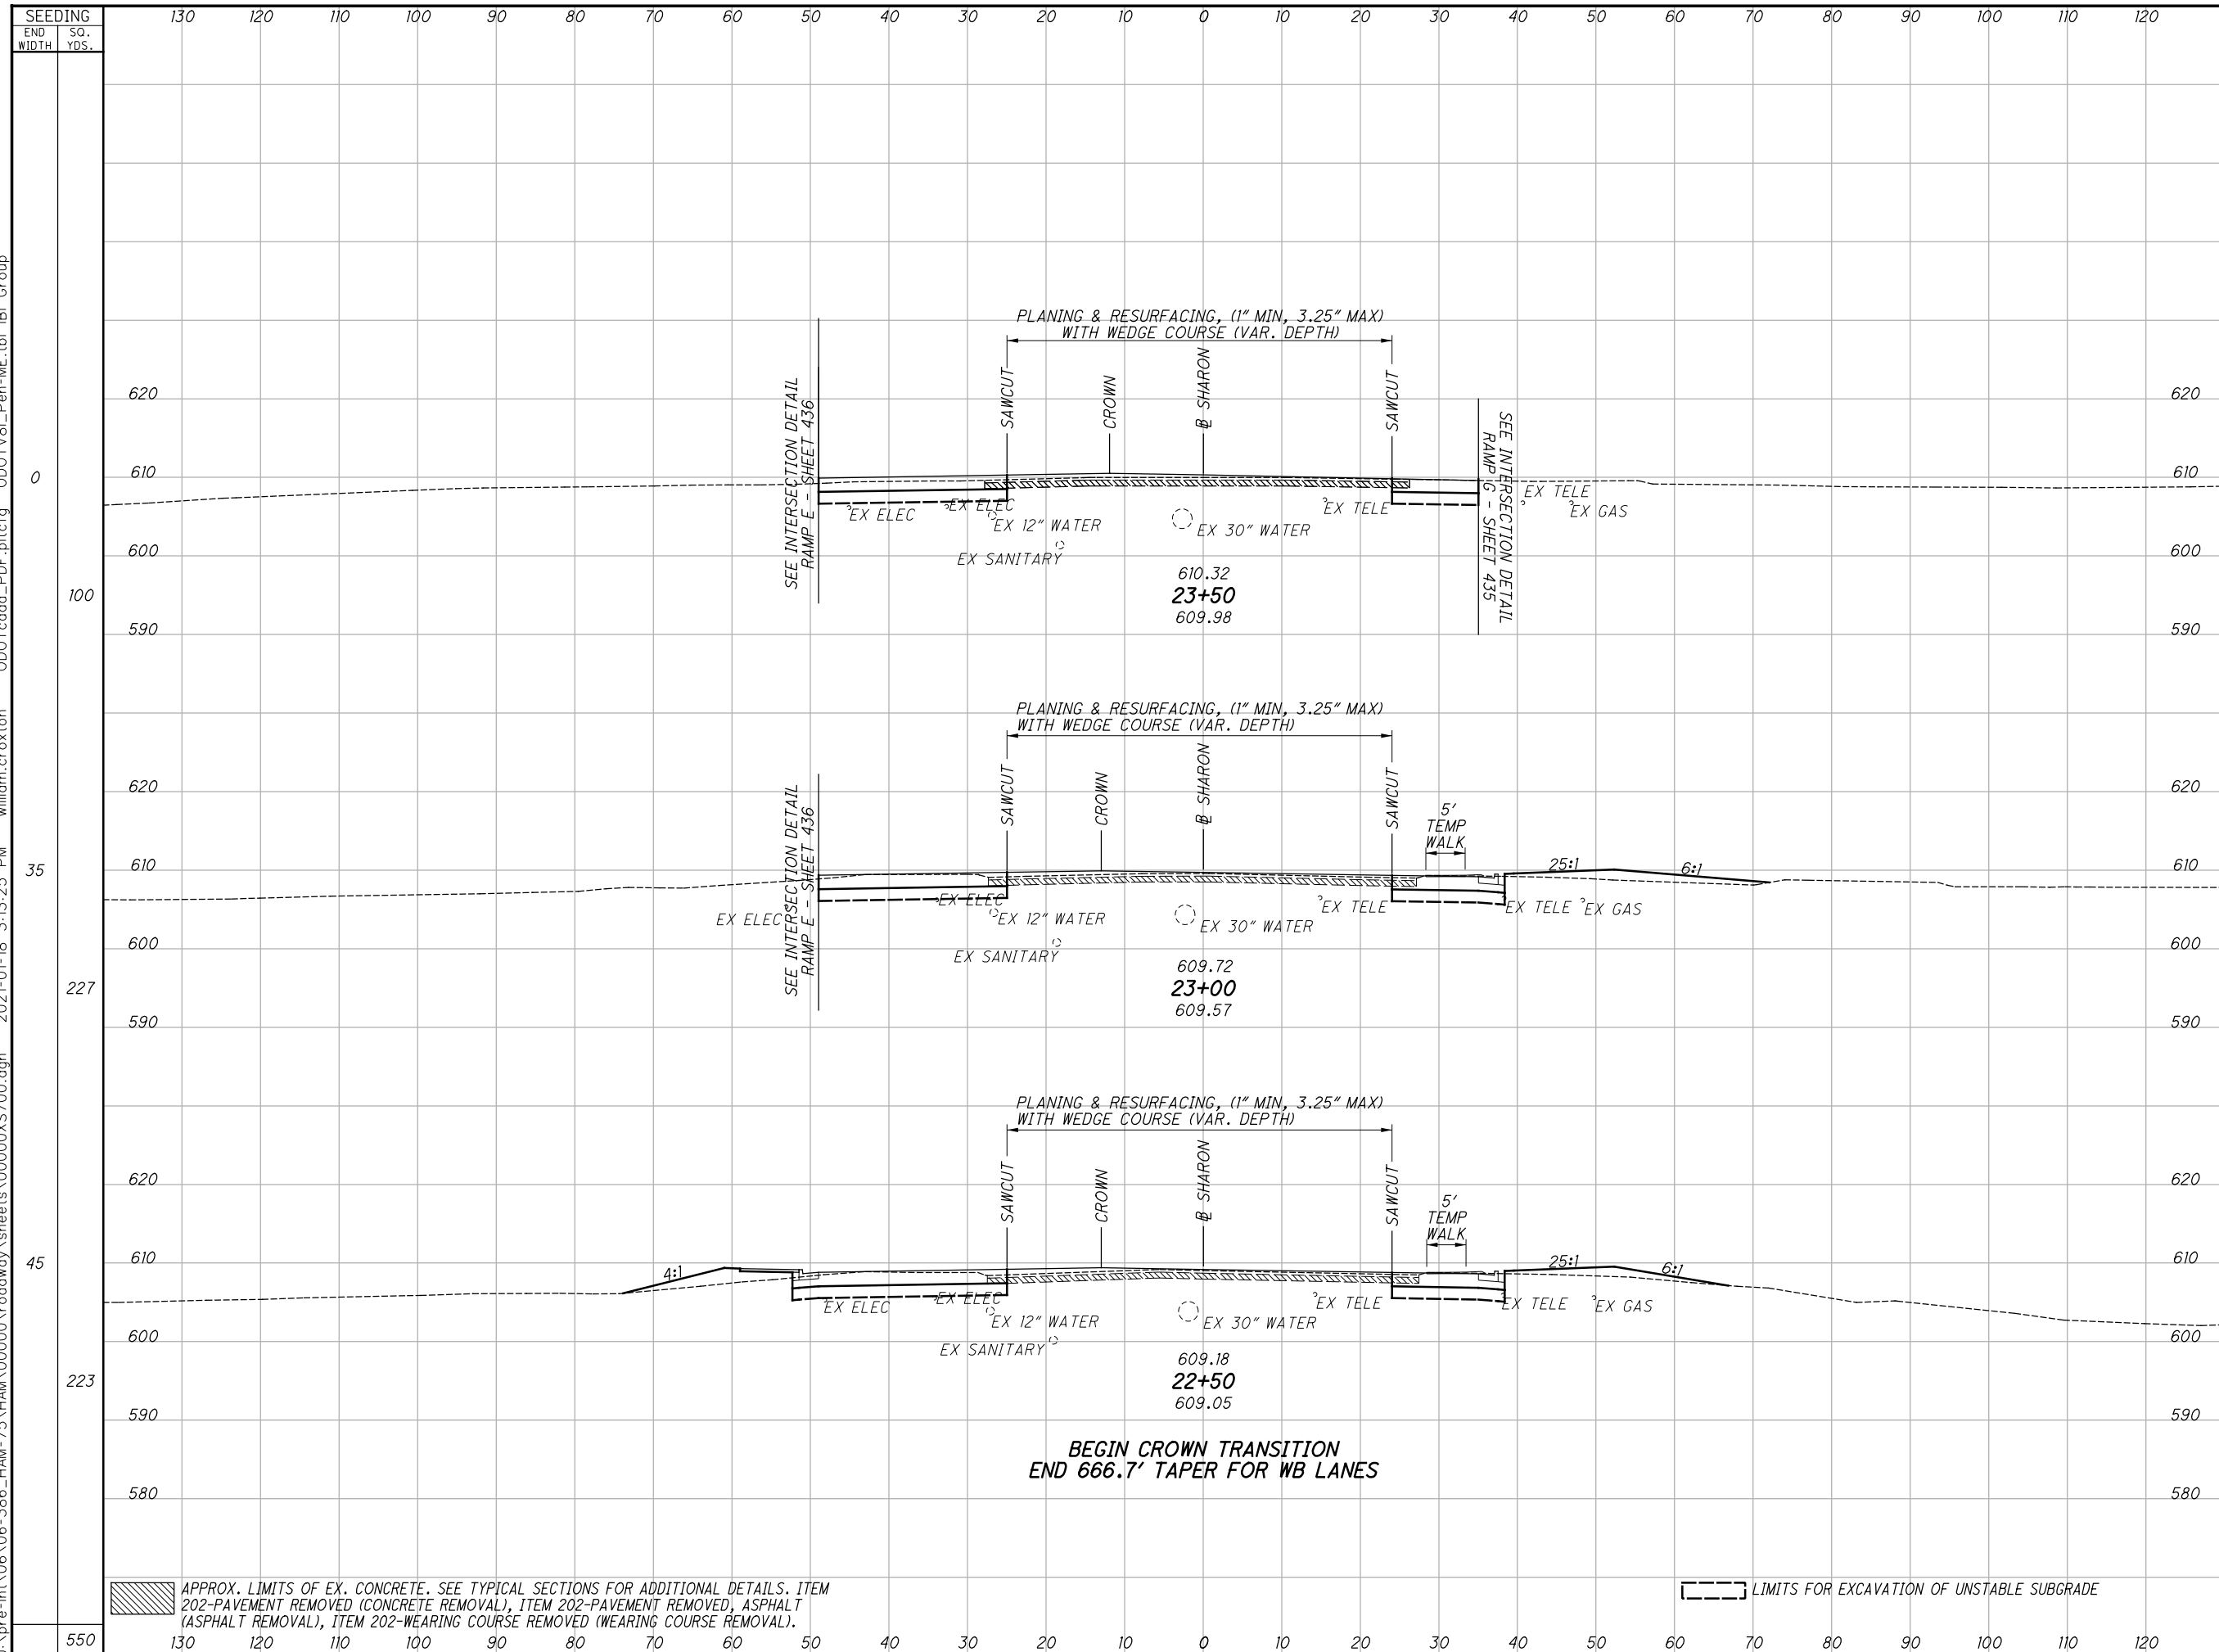 SEEDING
END WIDTH
SQ. YDS.
130 120 110 100 90 80 70 60 50 40 30 20 10 0 10 20 30 40 50 60 70 80 90 100 110 120
PLANING & RESURFACING, (1" MIN, 3.25" MAX)
WITH WEDGE COURSE (VAR. DEPTH)
SEE INTERSECTION DETAIL
RAMP E - SHEET 436
SAWCUT
CROWN
B SHARON
SAWCUT
SEE INTERSECTION DETAIL
RAMP G - SHEET 435
620 620
0
610 610
EX ELEC
EX ELEC
EX 12" WATER
EX SANITARY
EX 30" WATER
EX TELE
EX TELE
EX GAS
600 600
610.32
23+50
609.98
100
590 590
PLANING & RESURFACING, (1" MIN, 3.25" MAX)
WITH WEDGE COURSE (VAR. DEPTH)
SEE INTERSECTION DETAIL
RAMP E - SHEET 436
SAWCUT
CROWN
B SHARON
SAWCUT
5'
TEMP
WALK
620 620
35
610 610
25:1
6:1
EX ELEC
EX ELEC
EX 12" WATER
EX SANITARY
EX 30" WATER
EX TELE
EX TELE
EX GAS
600 600
609.72
23+00
609.57
227
590 590
PLANING & RESURFACING, (1" MIN, 3.25" MAX)
WITH WEDGE COURSE (VAR. DEPTH)
SAWCUT
CROWN
B SHARON
SAWCUT
5'
TEMP
WALK
620 620
45
610 610
4:1
25:1
6:1
EX ELEC
EX ELEC
EX 12" WATER
EX SANITARY
EX 30" WATER
EX TELE
EX TELE
EX GAS
600 600
609.18
22+50
609.05
223
590 590
BEGIN CROWN TRANSITION
END 666.7' TAPER FOR WB LANES
580 580
APPROX. LIMITS OF EX. CONCRETE. SEE TYPICAL SECTIONS FOR ADDITIONAL DETAILS. ITEM
202-PAVEMENT REMOVED (CONCRETE REMOVAL), ITEM 202-PAVEMENT REMOVED, ASPHALT
(ASPHALT REMOVAL), ITEM 202-WEARING COURSE REMOVED (WEARING COURSE REMOVAL).
LIMITS FOR EXCAVATION OF UNSTABLE SUBGRADE
550
130 120 110 100 90 80 70 60 50 40 30 20 10 0 10 20 30 40 50 60 70 80 90 100 110 120